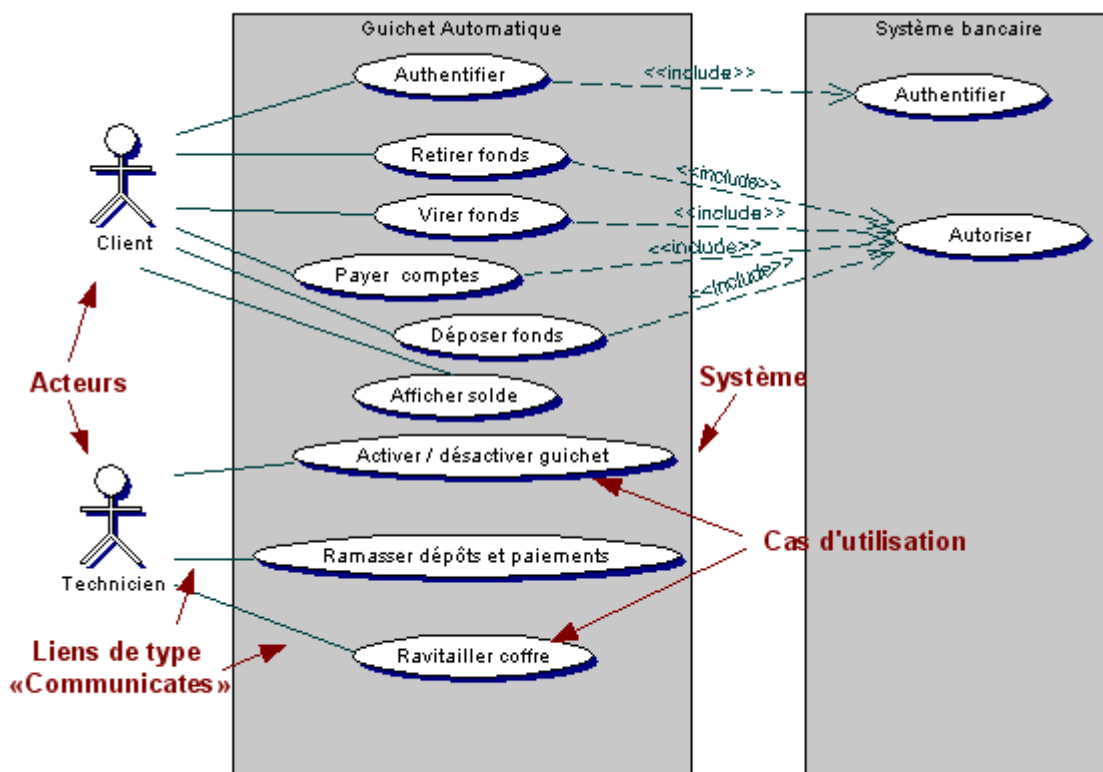 Guichet Automatique
Système bancaire
Authentifier
<<include>>
Authentifier
Retirer fonds
<<include>>
Virer fonds
<<include>>
Autoriser
Client
Payer comptes
<<include>>
Déposer fonds
<<include>>
Acteurs
Afficher solde
Système
Activer / désactiver guichet
Cas d'utilisation
Ramasser dépôts et paiements
Technicien
Liens de type
«Communicates»
Ravitailler coffre